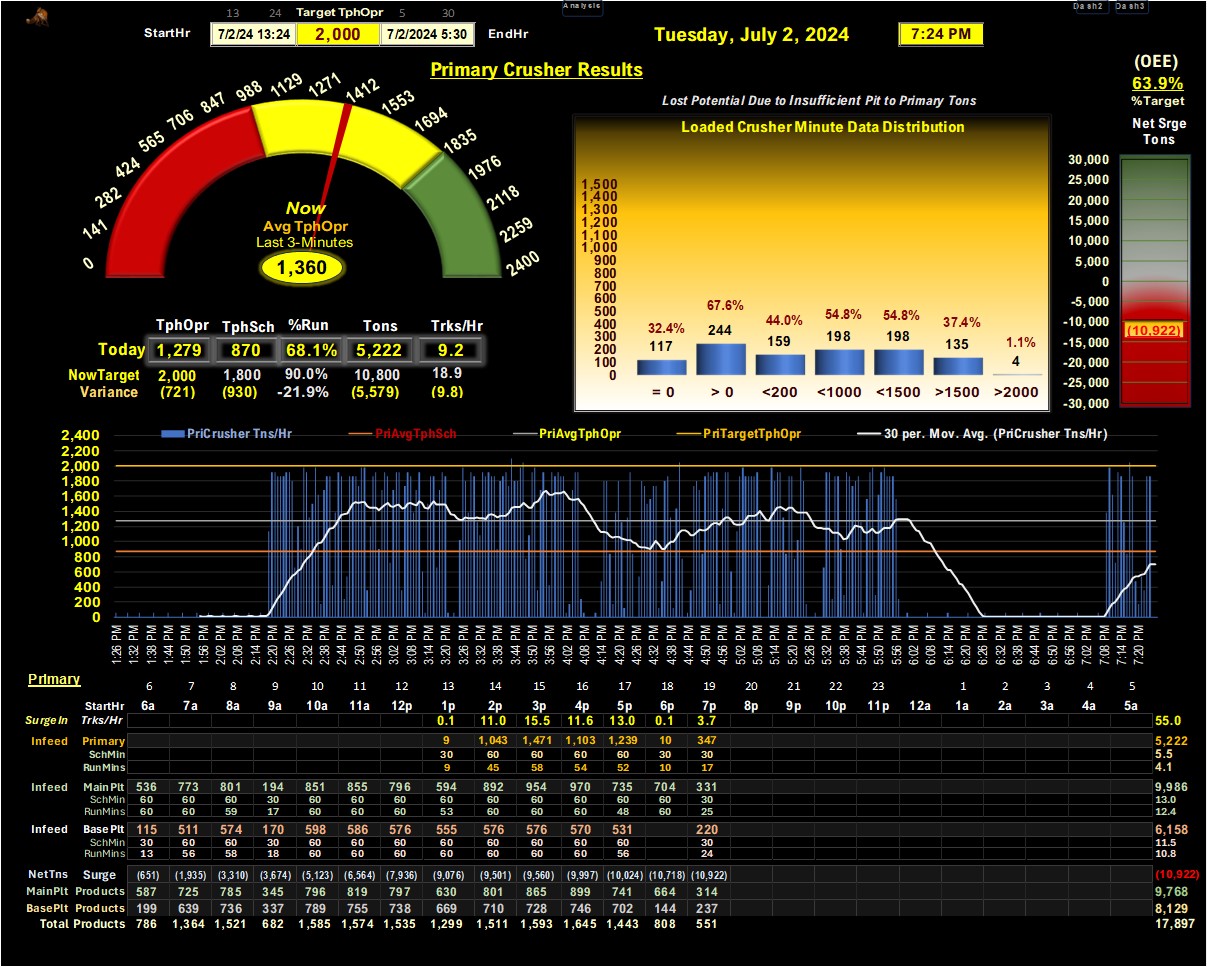 Analysis
Dash2 Dash3
13 24 Target TphOpr 5 30
StartHr 7/2/24 13:24 2,000 7/2/2024 5:30 EndHr
Tuesday, July 2, 2024 7:24 PM
Primary Crusher Results
(OEE)
63.9%
%Target
Net Srge
Tons
0 141 282 424 565 706 847 988 1129 1271 1412 1553 1694 1835 1976 2118 2259 2400
Now
Avg TphOpr
Last 3-Minutes
1,360
Lost Potential Due to Insufficient Pit to Primary Tons
Loaded Crusher Minute Data Distribution
1,500
1,400
1,300
1,200
1,100
1,000
900
800
700
600
500
400
300
200
100
0
32.4% 67.6% 44.0% 54.8% 54.8% 37.4% 1.1%
117 244 159 198 198 135 4
= 0 > 0 <200 <1000 <1500 >1500 >2000
30,000
25,000
20,000
15,000
10,000
5,000
0
-5,000
-10,000
-15,000
-20,000
-25,000
-30,000
(10,922)
TphOpr TphSch %Run Tons Trks/Hr
Today 1,279 870 68.1% 5,222 9.2
NowTarget 2,000 1,800 90.0% 10,800 18.9
Variance (721) (930) -21.9% (5,579) (9.8)
PriCrusher Tns/Hr PriAvgTphSch PriAvgTphOpr PriTargetTphOpr 30 per. Mov. Avg. (PriCrusher Tns/Hr)
2,400
2,200
2,000
1,800
1,600
1,400
1,200
1,000
800
600
400
200
0
1:26 PM 1:32 PM 1:38 PM 1:44 PM 1:50 PM 1:56 PM 2:02 PM 2:08 PM 2:14 PM 2:20 PM 2:26 PM 2:32 PM 2:38 PM 2:44 PM 2:50 PM 2:56 PM 3:02 PM 3:08 PM 3:14 PM 3:20 PM 3:26 PM 3:32 PM 3:38 PM 3:44 PM 3:50 PM 3:56 PM 4:02 PM 4:08 PM 4:14 PM 4:20 PM 4:26 PM 4:32 PM 4:38 PM 4:44 PM 4:50 PM 4:56 PM 5:02 PM 5:08 PM 5:14 PM 5:20 PM 5:26 PM 5:32 PM 5:38 PM 5:44 PM 5:50 PM 5:56 PM 6:02 PM 6:08 PM 6:14 PM 6:20 PM 6:26 PM 6:32 PM 6:38 PM 6:44 PM 6:50 PM 6:56 PM 7:02 PM 7:08 PM 7:14 PM 7:20 PM
Primary
6 7 8 9 10 11 12 13 14 15 16 17 18 19 20 21 22 23 1 2 3 4 5
StartHr 6a 7a 8a 9a 10a 11a 12p 1p 2p 3p 4p 5p 6p 7p 8p 9p 10p 11p 12a 1a 2a 3a 4a 5a
SurgeIn Trks/Hr 0.1 11.0 15.5 11.6 13.0 0.1 3.7 55.0
Infeed Primary 9 1,043 1,471 1,103 1,239 10 347 5,222
SchMin 30 60 60 60 60 30 30 5.5
RunMins 9 45 58 54 52 10 17 4.1
Infeed MainPlt 536 773 801 194 851 855 796 594 892 954 970 735 704 331 9,986
SchMin 60 60 60 30 60 60 60 60 60 60 60 60 60 30 13.0
RunMins 60 60 59 17 60 60 60 53 60 60 60 48 60 25 12.4
Infeed BasePlt 115 511 574 170 598 586 576 555 576 576 570 531 220 6,158
SchMin 30 60 60 30 60 60 60 60 60 60 60 60 30 11.5
RunMins 13 56 58 18 60 60 60 60 60 60 60 56 24 10.8
NetTns Surge (651) (1,935) (3,310) (3,674) (5,123) (6,564) (7,936) (9,076) (9,501) (9,560) (9,997) (10,024) (10,718) (10,922) (10,922)
MainPlt Products 587 725 785 345 796 819 797 630 801 865 899 741 664 314 9,768
BasePlt Products 199 639 736 337 789 755 738 669 710 728 746 702 144 237 8,129
Total Products 786 1,364 1,521 682 1,585 1,574 1,535 1,299 1,511 1,593 1,645 1,443 808 551 17,897